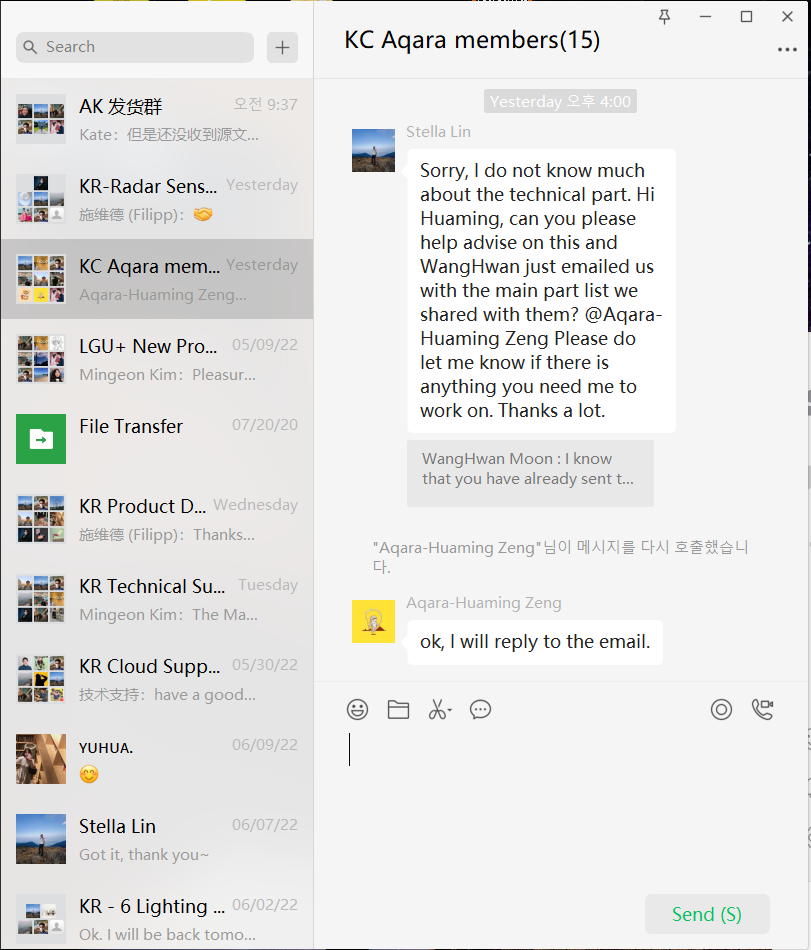 Search
AK 发货群
오전 9:37
Kate：但是还没收到源文...
KR-Radar Sens...
Yesterday
施维德 (Filipp)：🤝
KC Aqara mem...
Yesterday
Aqara-Huaming Zeng...
LGU+ New Pro...
05/09/22
Mingeon Kim：Pleasur...
File Transfer
07/20/20
KR Product D...
Wednesday
施维德 (Filipp)：Thanks...
KR Technical Su...
Tuesday
Mingeon Kim：The Ma...
KR Cloud Supp...
05/30/22
技术支持：have a good...
YUHUA.
06/09/22
😊
Stella Lin
06/07/22
Got it, thank you~
KR - 6 Lighting ...
06/02/22
Ok. I will be back tomo...
KC Aqara members(15)
Yesterday 오후 4:00
Stella Lin
Sorry, I do not know much
about the technical part. Hi
Huaming, can you please
help advise on this and
WangHwan just emailed us
with the main part list we
shared with them? @Aqara-
Huaming Zeng Please do
let me know if there is
anything you need me to
work on. Thanks a lot.
WangHwan Moon : I know
that you have already sent t...
"Aqara-Huaming Zeng"님이 메시지를 다시 호출했습니
다.
Aqara-Huaming Zeng
ok, I will reply to the email.
Send (S)